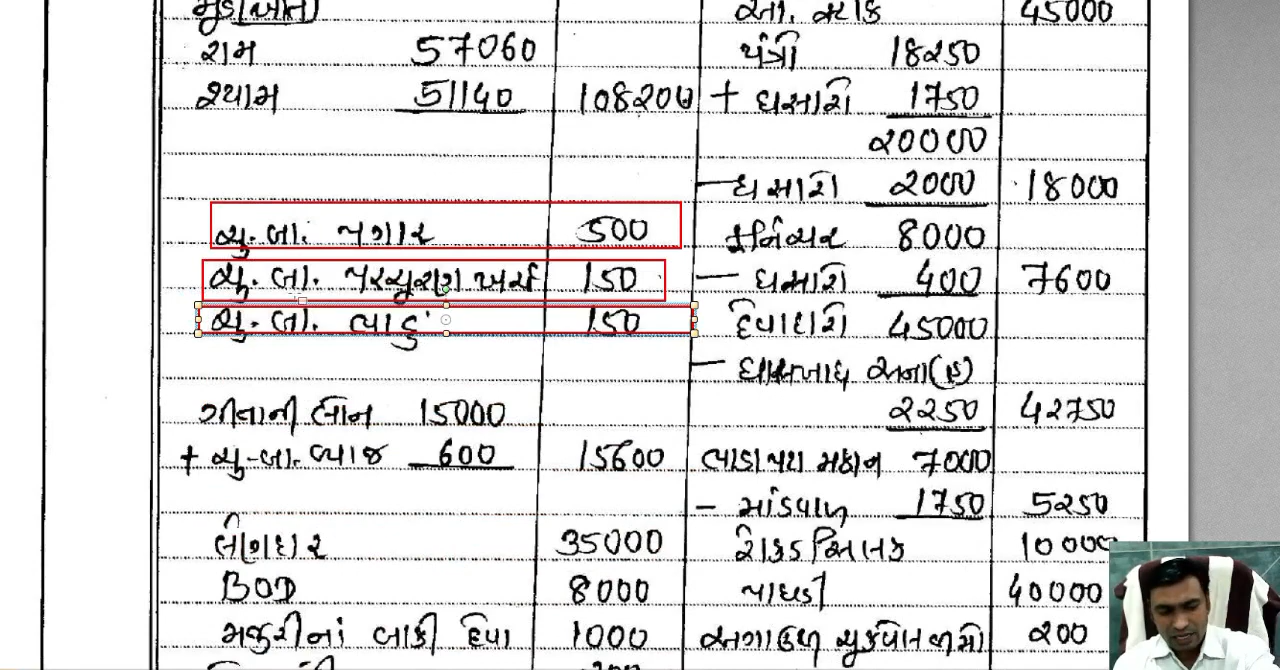 મુડી ખાતાં
રામ 57060
શ્યામ 51140 108200
ચુ. બા. પગાર 500
ચુ. બા. પરચુરણ ખર્ચ 150
ચુ. બા. ભાડું 150
ગીતાની લોન 15000
+ ચુ-બા. વ્યાજ 600 15600
લેણદાર 35000
BOD 8000
મજુરીનાં બાકી દેવા 1000
આ. સ્ટોક 45000
યંત્રો 18250
+ ઘસારો 1750
20000
— ઘસારો 2000 18000
ફર્નિચર 8000
— ઘસારો 400 7600
દેવાદારો 45000
— ઘાલખાધ અના(હ)
2250 42750
ભાડા પટા મકાન 7000
— માંડવાળ 1750 5250
રોકડ સિલક 10000
પાઘડી 40000
અગાઉથી ચુકવેલ 200